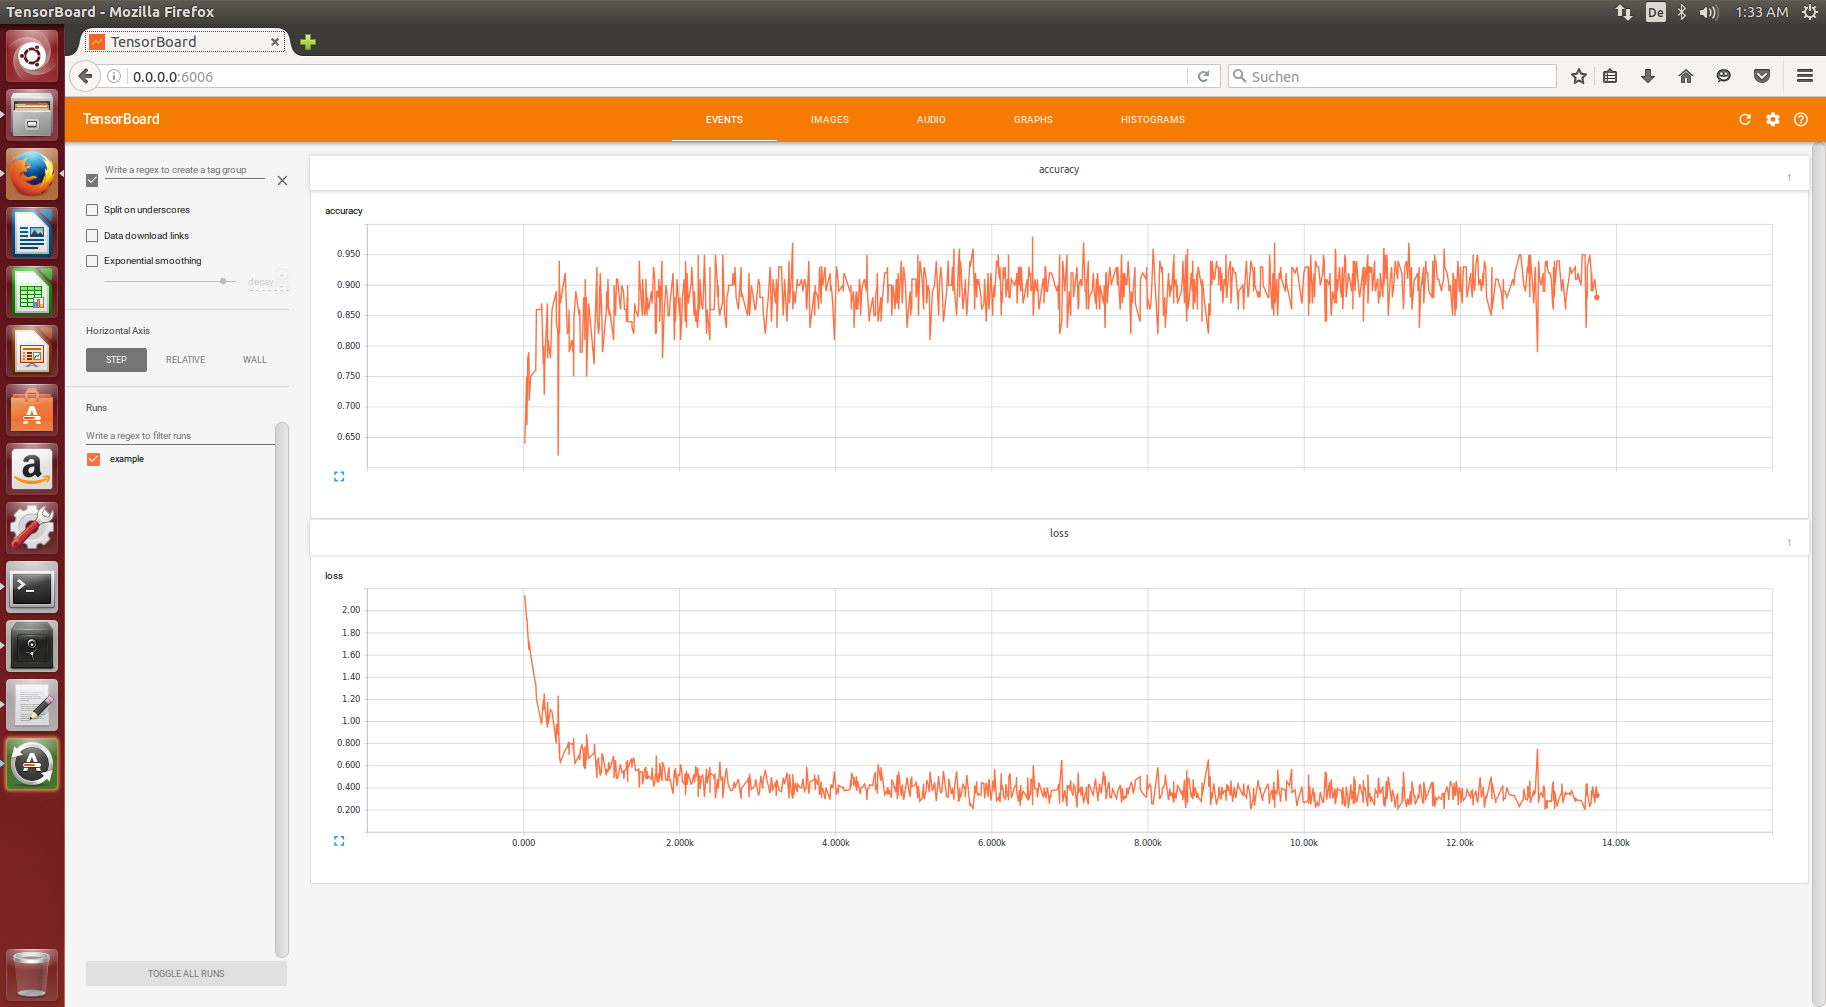 TensorBoard - Mozilla Firefox
De
1:33 AM
TensorBoard
0.0.0.0:6006
Suchen
TensorBoard
EVENTS
IMAGES
AUDIO
GRAPHS
HISTOGRAMS
Write a regex to create a tag group
Split on underscores
Data download links
Exponential smoothing
decay
Horizontal Axis
STEP
RELATIVE
WALL
Runs
Write a regex to filter runs
example
TOGGLE ALL RUNS
accuracy
1
accuracy
0.950
0.900
0.850
0.800
0.750
0.700
0.650
loss
1
loss
2.00
1.80
1.60
1.40
1.20
1.00
0.800
0.600
0.400
0.200
0.000
2.000k
4.000k
6.000k
8.000k
10.00k
12.00k
14.00k